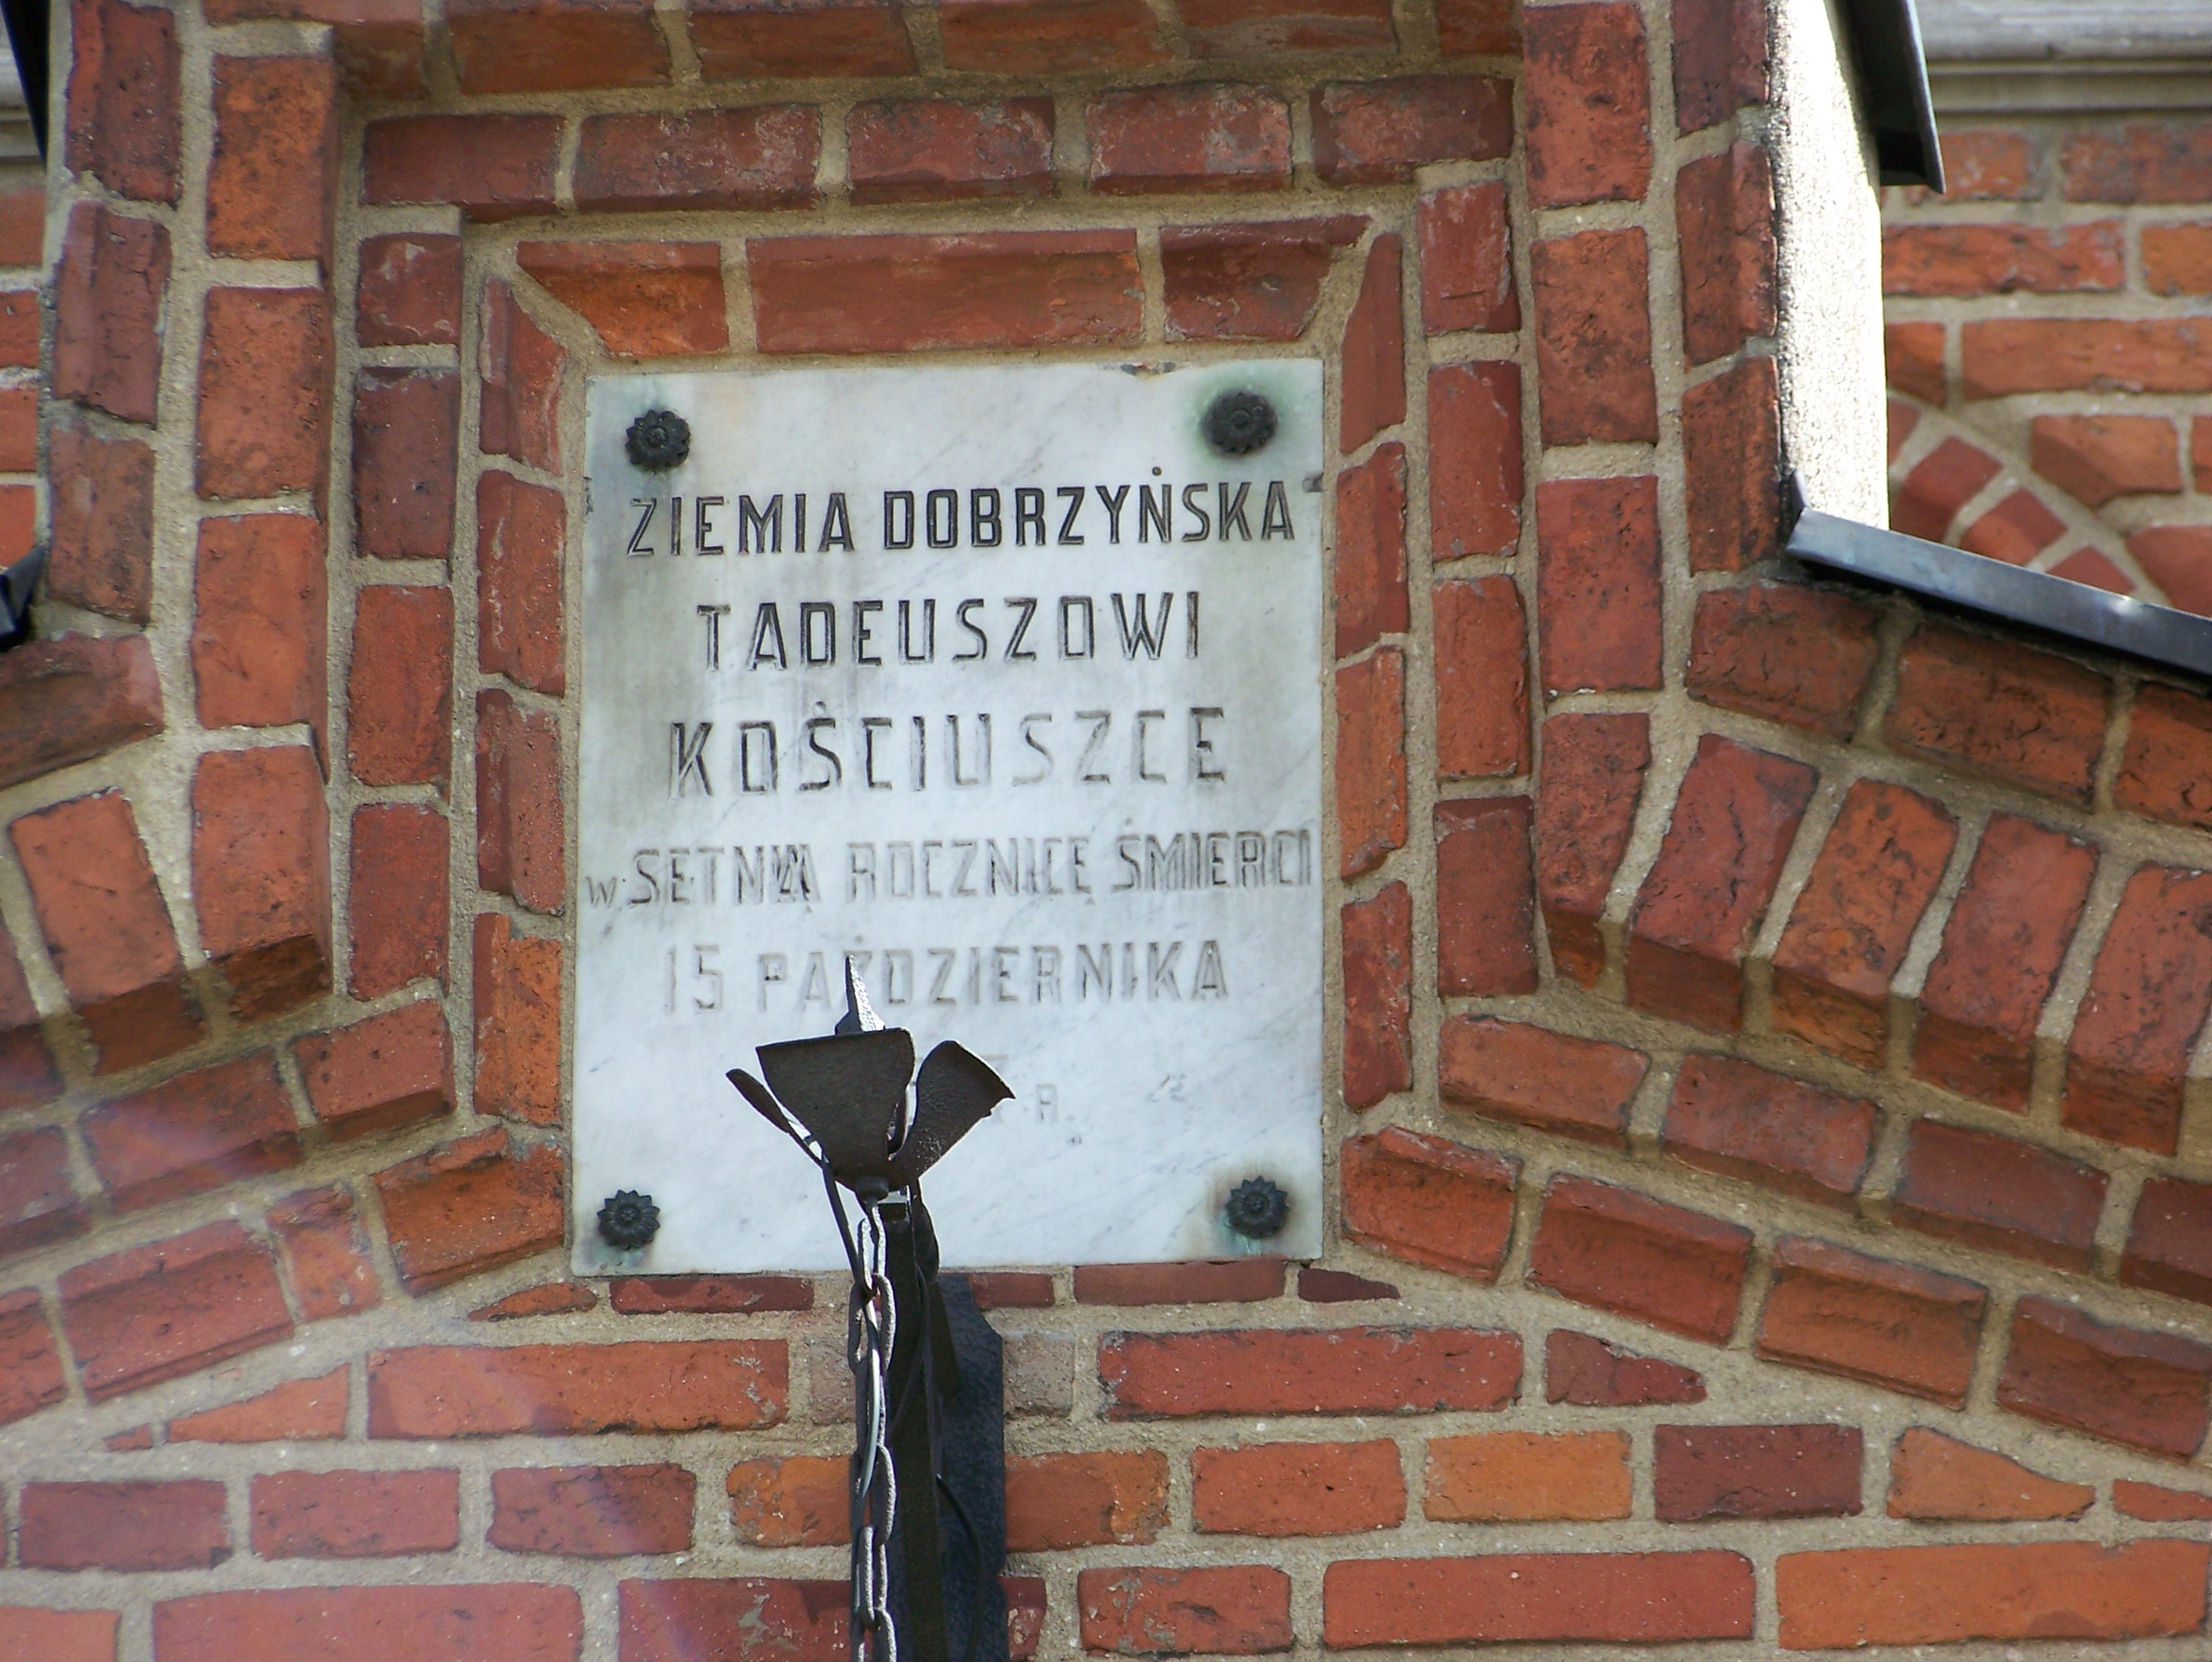 ZIEMIA DOBRZYŃSKA
TADEUSZOWI
KOŚCIUSZCE
W SETNĄ ROCZNICĘ ŚMIERCI
15 PAŹDZIERNIKA
R.